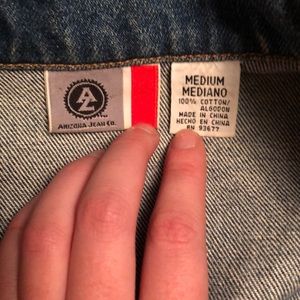 AZ
ARIZONA JEAN CO.
MEDIUM
MEDIANO
100% COTTON/
ALGODON
MADE IN CHINA
HECHO EN CHINA
RN 93677